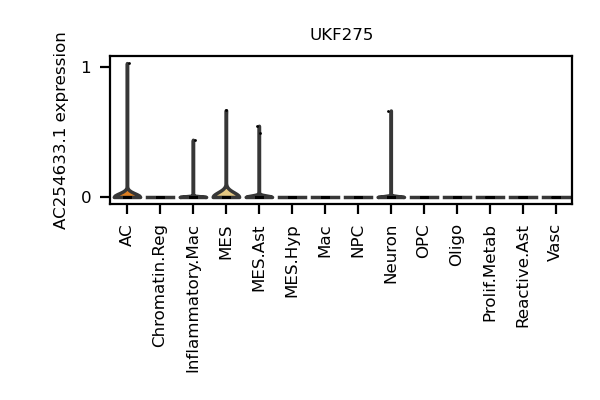 UKF275
AC254633.1 expression
1
0
AC
Chromatin.Reg
Inflammatory.Mac
MES
MES.Ast
MES.Hyp
Mac
NPC
Neuron
OPC
Oligo
Prolif.Metab
Reactive.Ast
Vasc